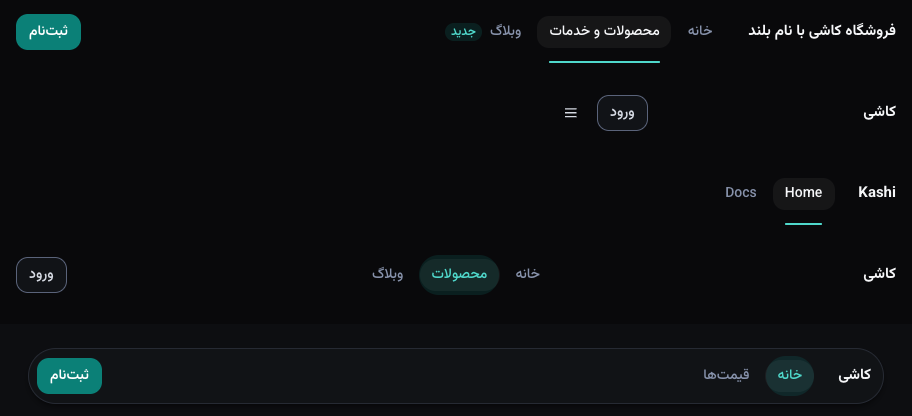 فروشگاه کاشی با نام بلند خانه محصولات و خدمات وبلاگ جدید ثبت‌نام
کاشی ورود
Kashi Home Docs
کاشی خانه محصولات وبلاگ ورود
کاشی خانه قیمت‌ها ثبت‌نام